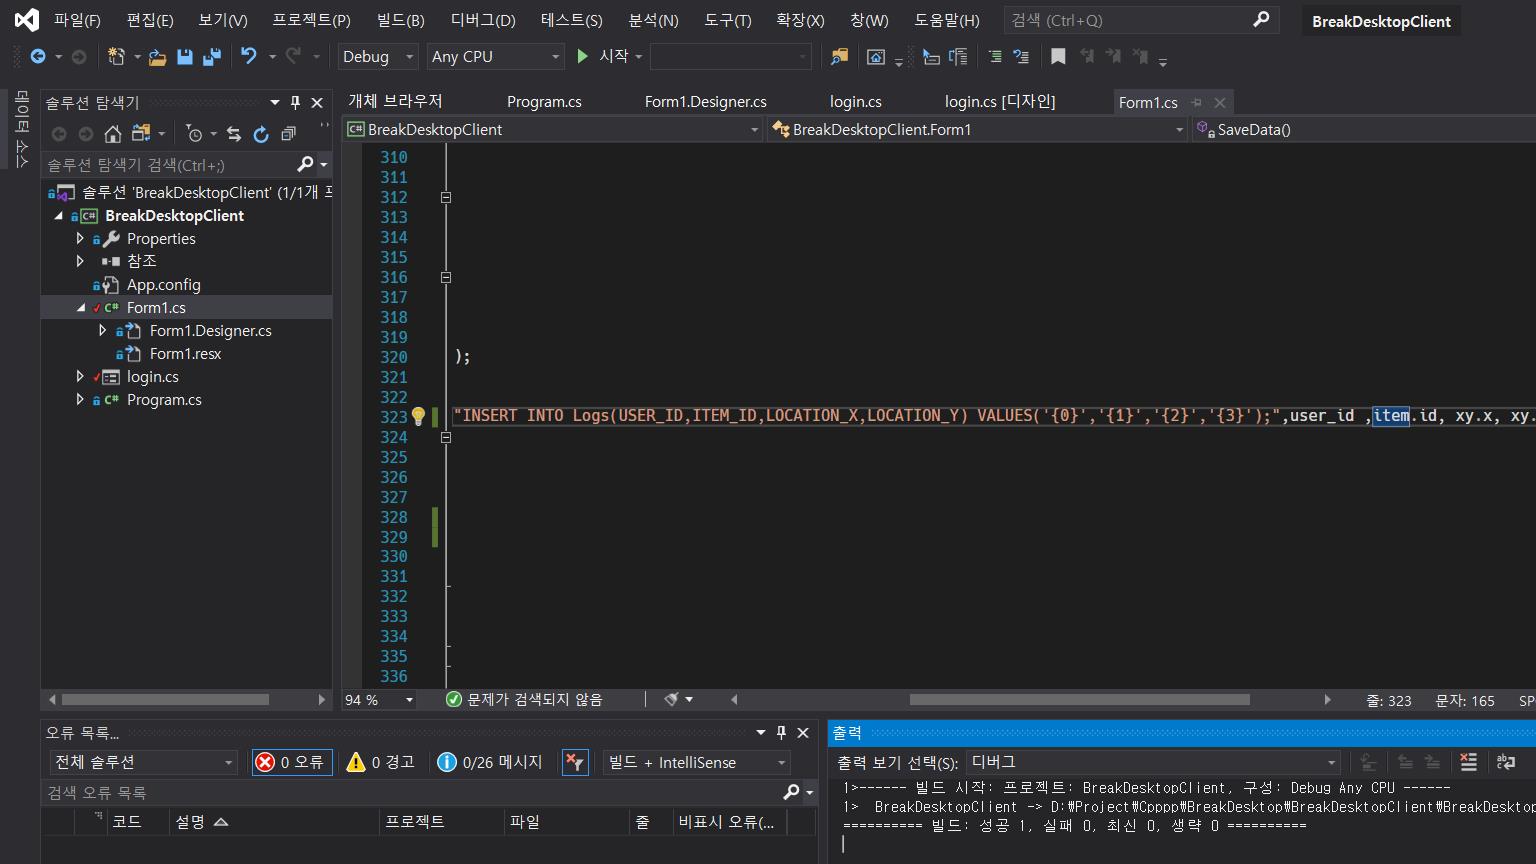 파일(F) 편집(E) 보기(V) 프로젝트(P) 빌드(B) 디버그(D) 테스트(S) 분석(N) 도구(T) 확장(X) 창(W) 도움말(H) 검색 (Ctrl+Q) BreakDesktopClient
Debug Any CPU 시작
데이터 소스
솔루션 탐색기
솔루션 탐색기 검색(Ctrl+;)
솔루션 'BreakDesktopClient' (1/1개 프
BreakDesktopClient
Properties
참조
App.config
Form1.cs
Form1.Designer.cs
Form1.resx
login.cs
Program.cs
개체 브라우저 Program.cs Form1.Designer.cs login.cs login.cs [디자인] Form1.cs
BreakDesktopClient BreakDesktopClient.Form1 SaveData()
310
311
312
313
314
315
316
317
318
319
320 );
321
322
323 "INSERT INTO Logs(USER_ID,ITEM_ID,LOCATION_X,LOCATION_Y) VALUES('{0}','{1}','{2}','{3}');",user_id ,item.id, xy.x, xy.
324
325
326
327
328
329
330
331
332
333
334
335
336
94 % 문제가 검색되지 않음 줄: 323 문자: 165 SP
오류 목록...
전체 솔루션 0 오류 0 경고 0/26 메시지 빌드 + IntelliSense
검색 오류 목록
코드 설명 프로젝트 파일 줄 비표시 오류(...
출력
출력 보기 선택(S): 디버그
1>------ 빌드 시작: 프로젝트: BreakDesktopClient, 구성: Debug Any CPU ------
1>  BreakDesktopClient -> D:\Project\Cpppp\BreakDesktop\BreakDesktopClient\BreakDesktop
========== 빌드: 성공 1, 실패 0, 최신 0, 생략 0 ==========